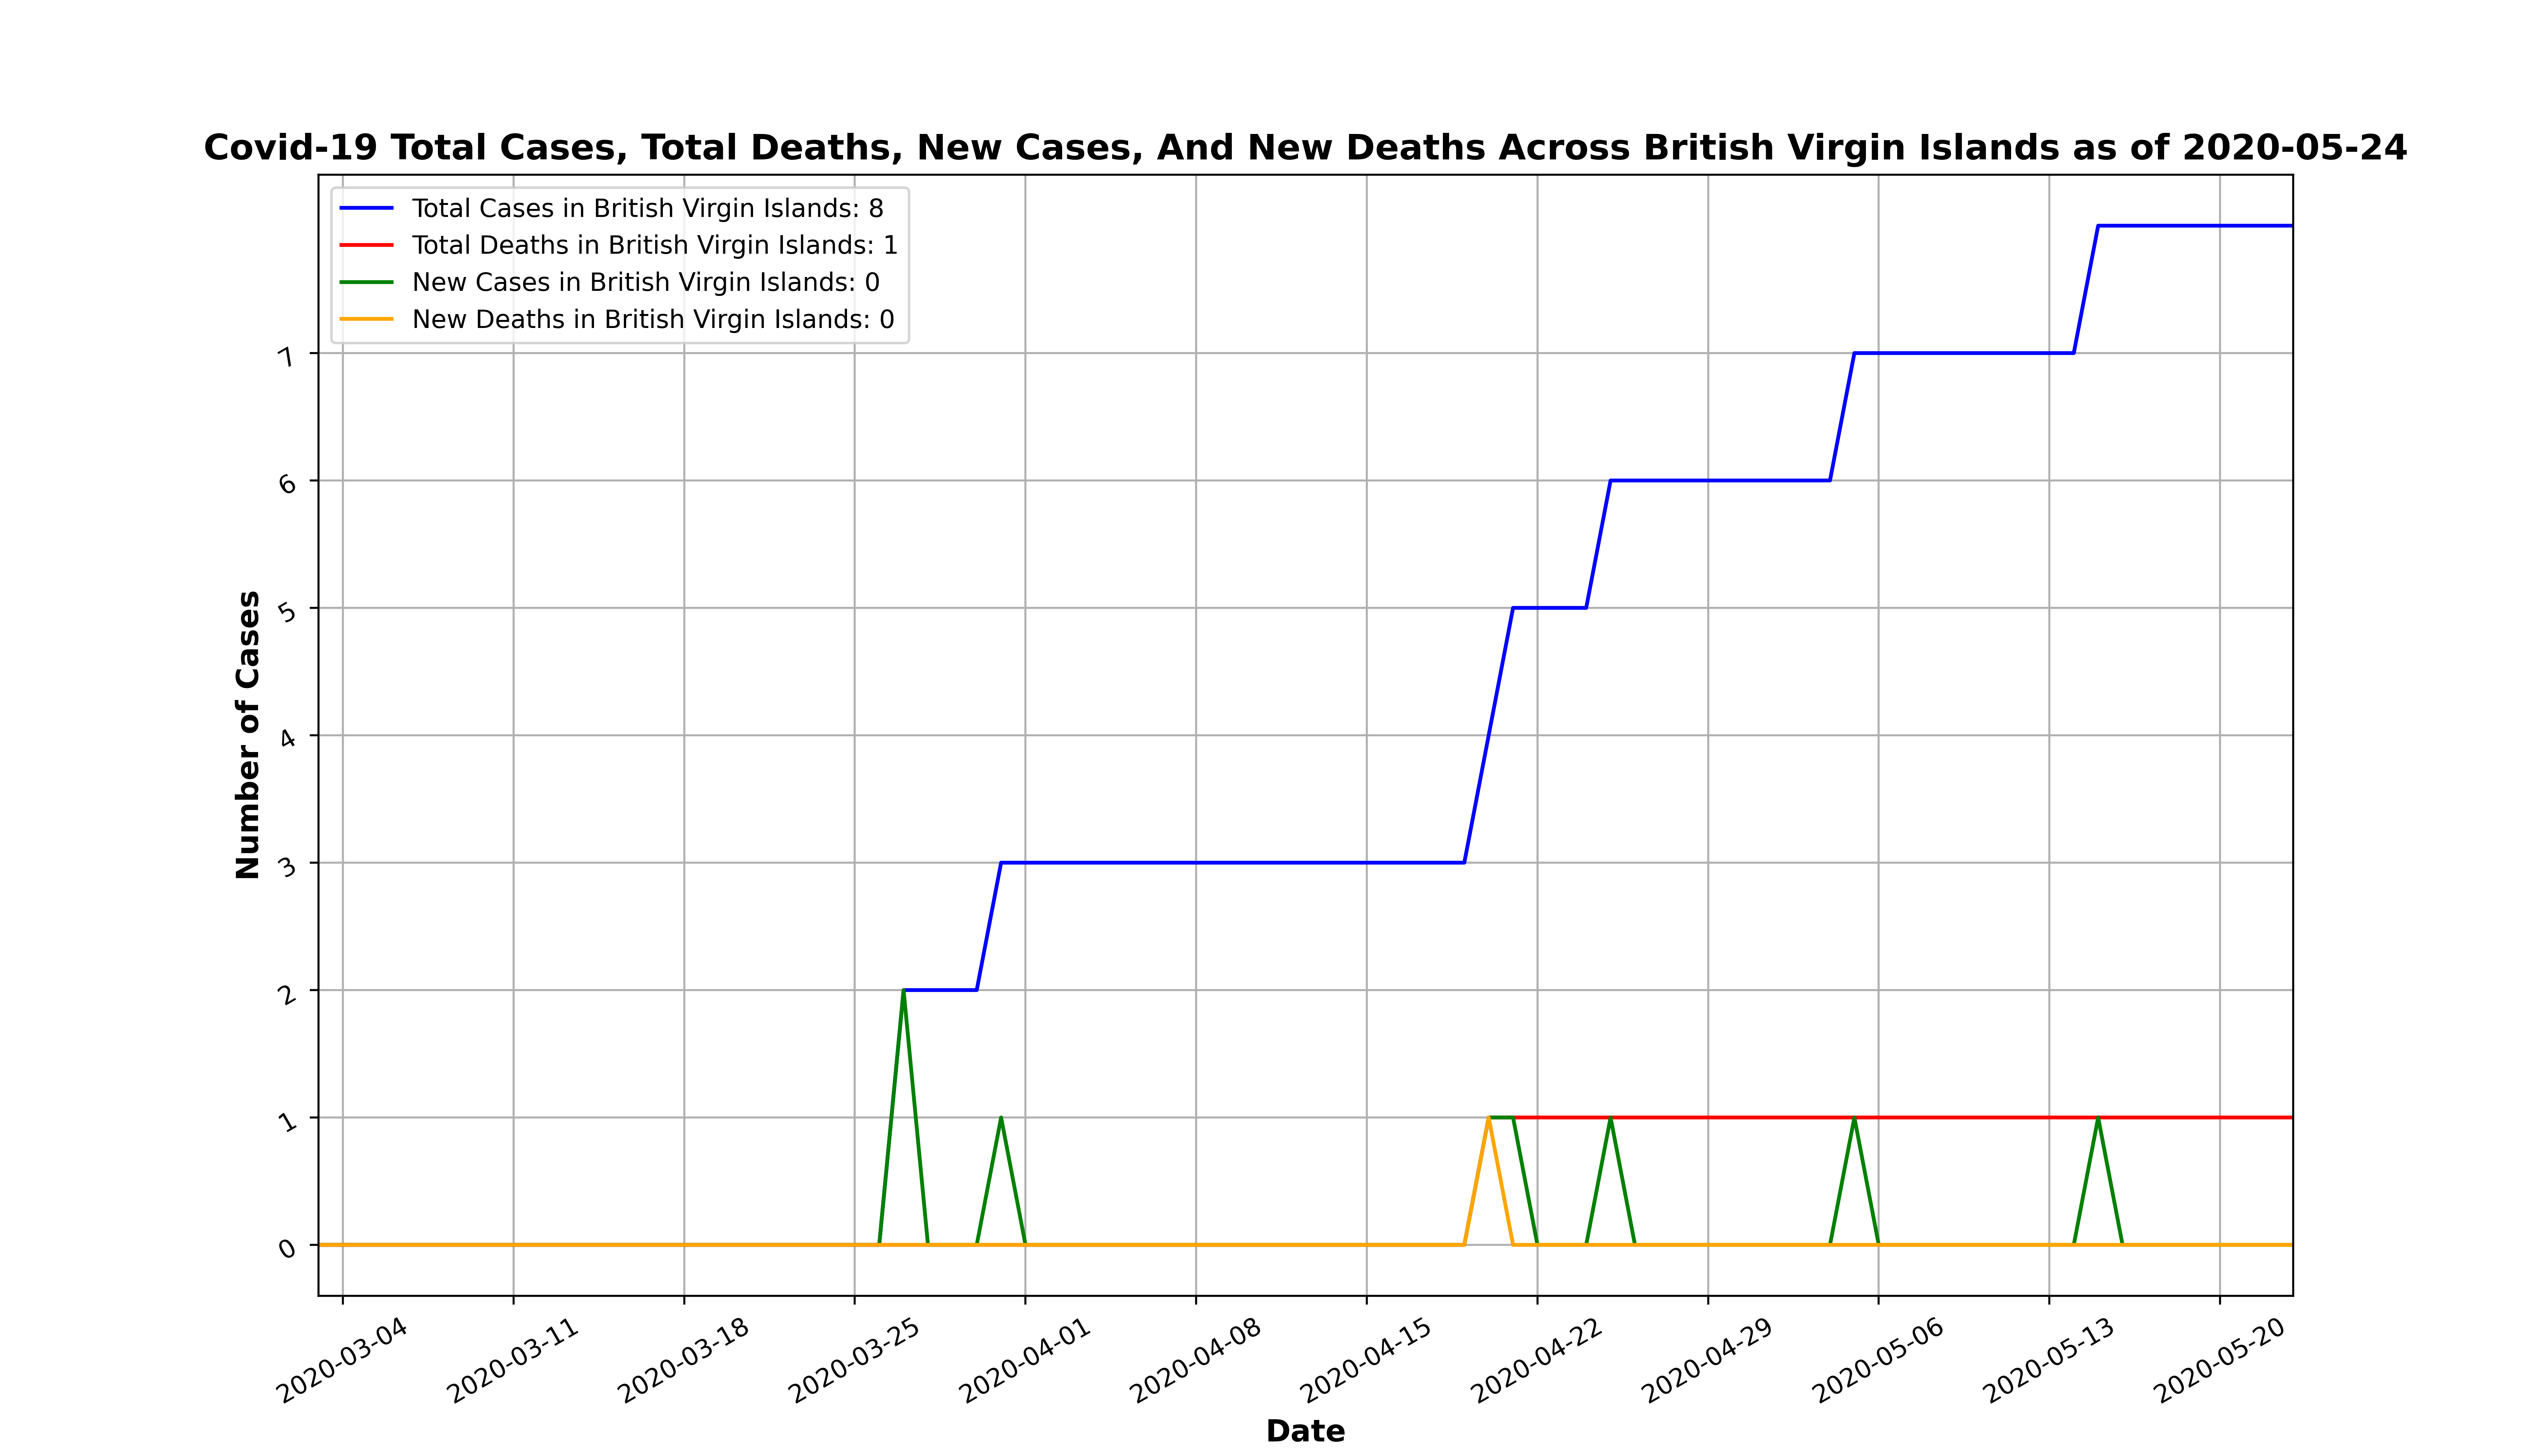 Covid-19 Total Cases, Total Deaths, New Cases, And New Deaths Across British Virgin Islands as of 2020-05-24
Total Cases in British Virgin Islands: 8
Total Deaths in British Virgin Islands: 1
New Cases in British Virgin Islands: 0
New Deaths in British Virgin Islands: 0
Number of Cases
7
6
5
4
3
2
1
0
2020-03-04
2020-03-11
2020-03-18
2020-03-25
2020-04-01
2020-04-08
2020-04-15
2020-04-22
2020-04-29
2020-05-06
2020-05-13
2020-05-20
Date